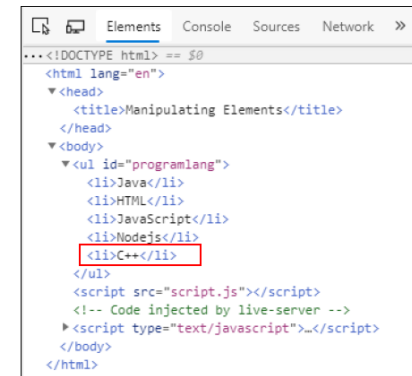 Elements Console Sources Network »
···<!DOCTYPE html> == $0
<html lang="en">
▼<head>
<title>Manipulating Elements</title>
</head>
▼<body>
▼<ul id="programlang">
<li>Java</li>
<li>HTML</li>
<li>JavaScript</li>
<li>Nodejs</li>
<li>C++</li>
</ul>
<script src="script.js"></script>
<!-- Code injected by live-server -->
▶<script type="text/javascript">…</script>
</body>
</html>